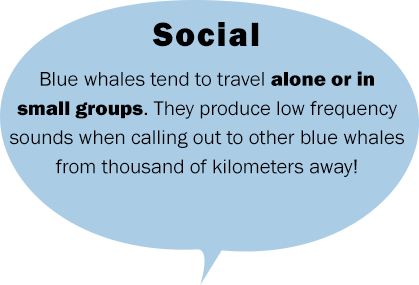 Social
Blue whales tend to travel alone or in
small groups. They produce low frequency
sounds when calling out to other blue whales
from thousand of kilometers away!